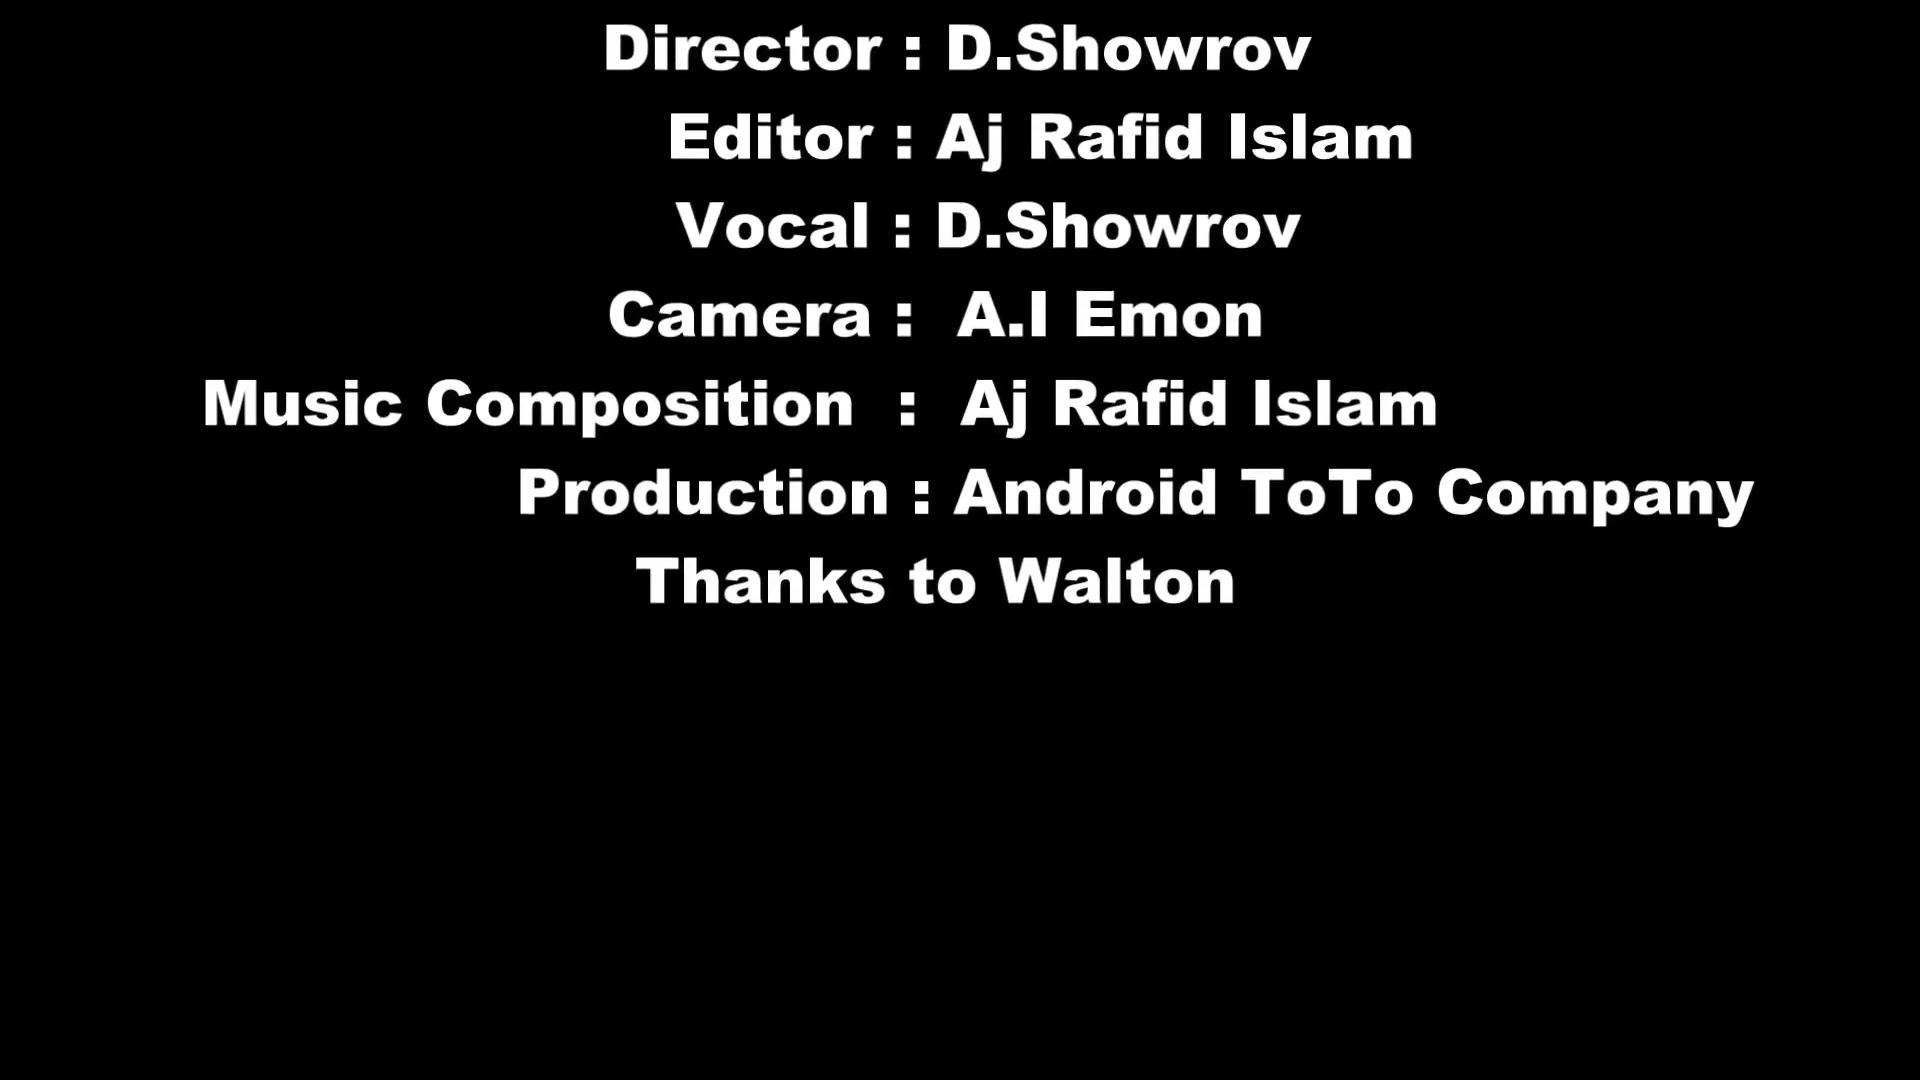 Director : D.Showrov
Editor : Aj Rafid Islam
Vocal : D.Showrov
Camera :  A.I Emon
Music Composition  :  Aj Rafid Islam
Production : Android ToTo Company
Thanks to Walton